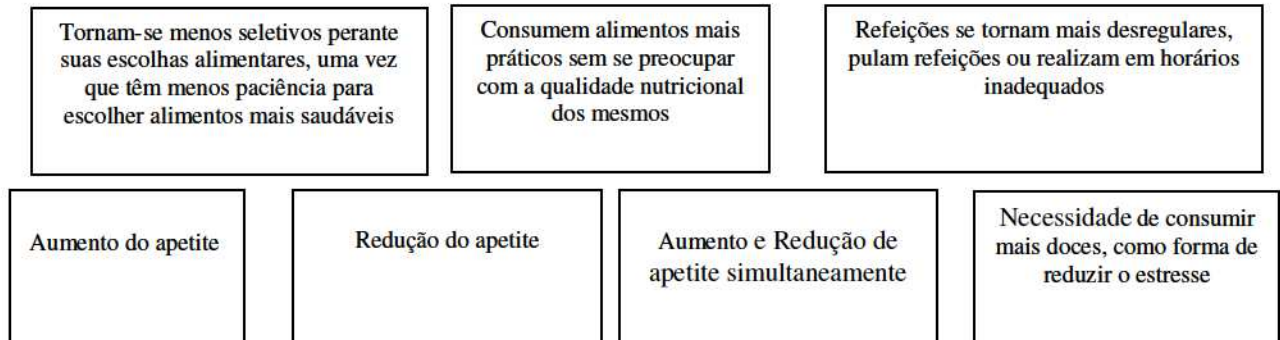 Tornam-se menos seletivos perante
suas escolhas alimentares, uma vez
que têm menos paciência para
escolher alimentos mais saudáveis
Consumem alimentos mais
práticos sem se preocupar
com a qualidade nutricional
dos mesmos
Refeições se tornam mais desregulares,
pulam refeições ou realizam em horários
inadequados
Aumento do apetite
Redução do apetite
Aumento e Redução de
apetite simultaneamente
Necessidade de consumir
mais doces, como forma de
reduzir o estresse